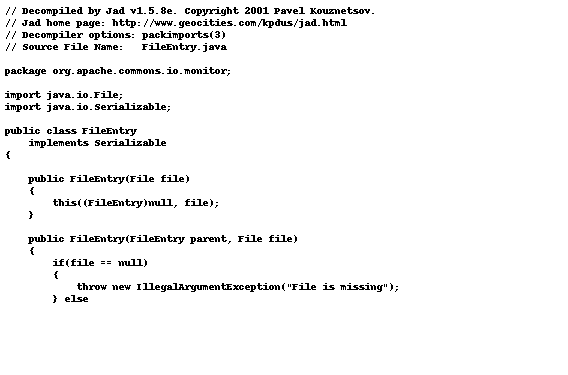 // Decompiled by Jad v1.5.8e. Copyright 2001 Pavel Kouznetsov.
// Jad home page: http://www.geocities.com/kpdus/jad.html
// Decompiler options: packimports(3)
// Source File Name:   FileEntry.java

package org.apache.commons.io.monitor;

import java.io.File;
import java.io.Serializable;

public class FileEntry
    implements Serializable
{

    public FileEntry(File file)
    {
        this((FileEntry)null, file);
    }

    public FileEntry(FileEntry parent, File file)
    {
        if(file == null)
        {
            throw new IllegalArgumentException("File is missing");
        } else